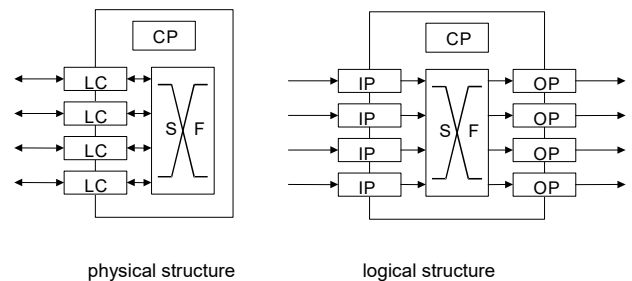 CP
LC
S F
LC
LC
LC
physical structure
CP
IP
OP
IP
OP
S F
IP
OP
IP
OP
logical structure